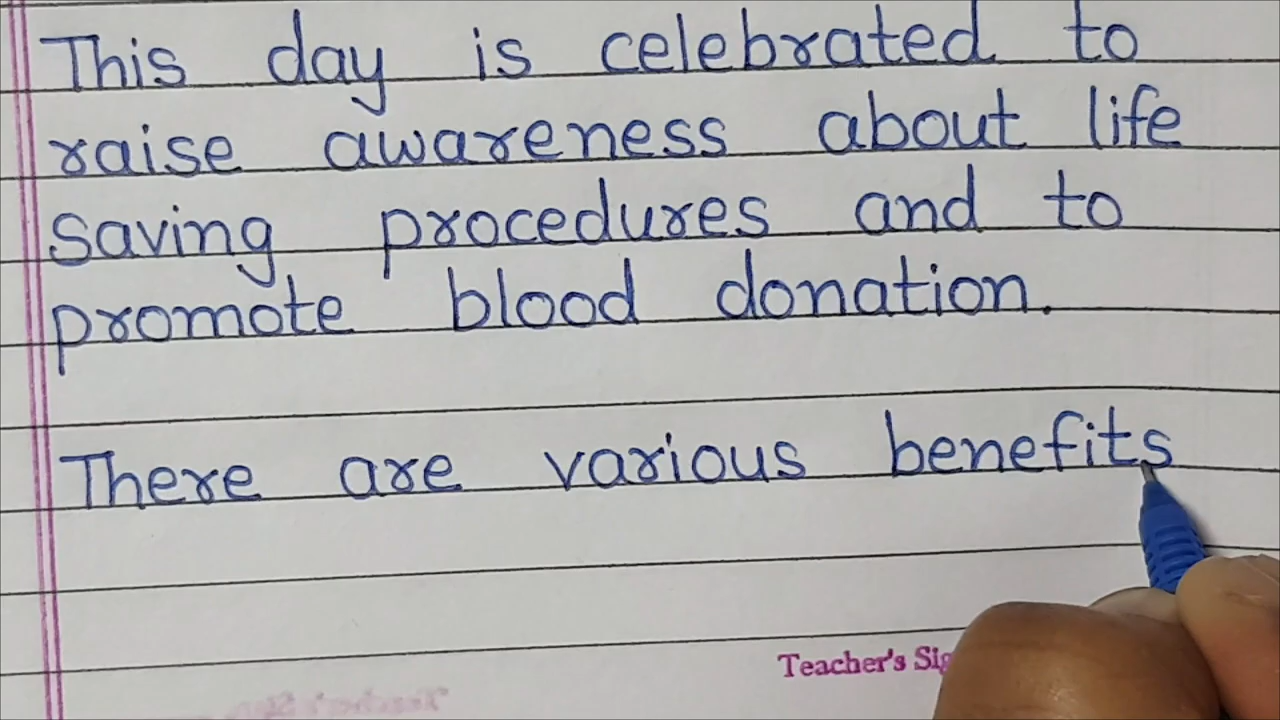 This day is celebrated to
raise awareness about life
saving procedures and to
promote blood donation.
There are various benefits
Teacher's Sig